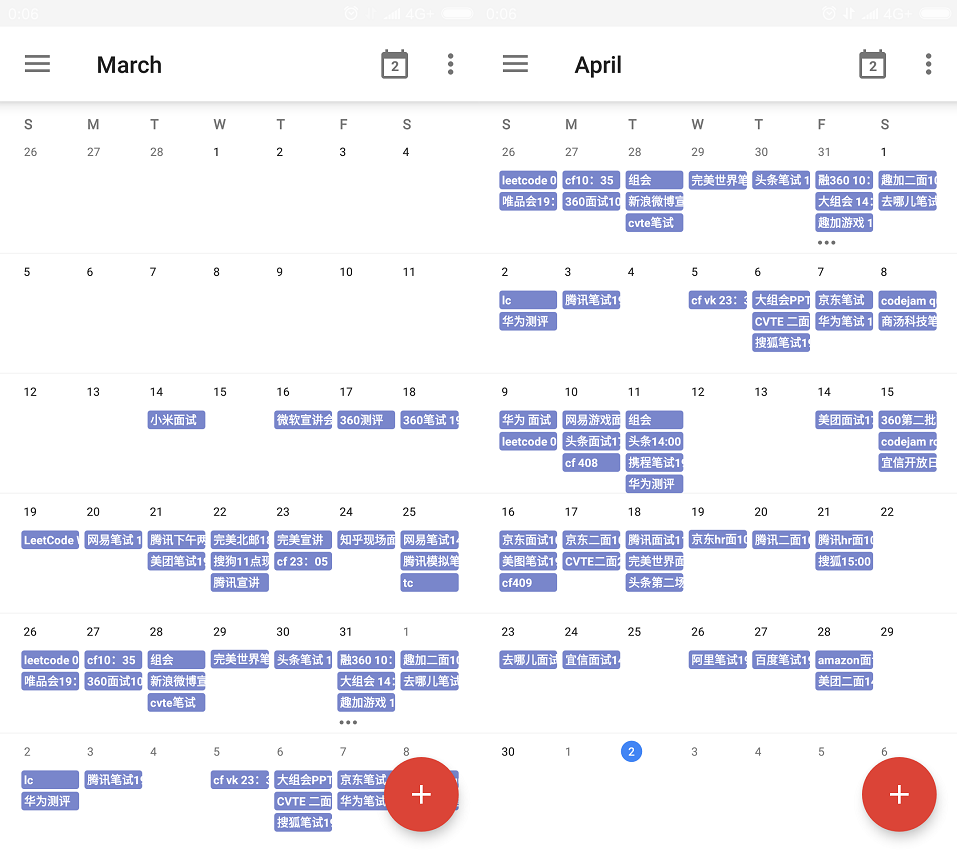 0:06 4G+
March 2
S M T W T F S
26 27 28 1 2 3 4
5 6 7 8 9 10 11
12 13 14 15 16 17 18
小米面试 微软宣讲会 360测评 360笔试 19
19 20 21 22 23 24 25
LeetCode 网易笔试 1 腾讯下午两 完美北邮18 完美宣讲 知乎现场面 网易笔试14
美团笔试19 搜狗11点现 cf 23：05 腾讯模拟笔
腾讯宣讲 tc
26 27 28 29 30 31 1
leetcode 0 cf10：35 组会 完美世界笔 头条笔试 1 融360 10： 趣加二面10
唯品会19： 360面试10 新浪微博宣 大组会 14： 去哪儿笔试
cvte笔试 趣加游戏 1
•••
2 3 4 5 6 7 8
lc 腾讯笔试19 cf vk 23： 大组会PPT 京东笔试
华为测评 CVTE 二面 华为笔试
搜狐笔试19
+
0:06 4G+
April 2
S M T W T F S
26 27 28 29 30 31 1
leetcode 0 cf10：35 组会 完美世界笔 头条笔试 1 融360 10： 趣加二面10
唯品会19： 360面试10 新浪微博宣 大组会 14： 去哪儿笔试
cvte笔试 趣加游戏 1
•••
2 3 4 5 6 7 8
lc 腾讯笔试19 cf vk 23： 大组会PPT 京东笔试 codejam qu
华为测评 CVTE 二面 华为笔试 1 商汤科技笔
搜狐笔试19
9 10 11 12 13 14 15
华为 面试 网易游戏面 组会 美团面试17 360第二批
leetcode 0 头条面试17 头条14:00 codejam ro
cf 408 携程笔试19 宜信开放日
华为测评
16 17 18 19 20 21 22
京东面试10 京东二面10 腾讯面试11 京东hr面10 腾讯二面10 腾讯hr面10
美图笔试19 CVTE二面2 完美世界面 搜狐15:00
cf409 头条第二场
23 24 25 26 27 28 29
去哪儿面试 宜信面试14 阿里笔试19 百度笔试19 amazon面
美团二面14
30 1 2 3 4 5 6
+